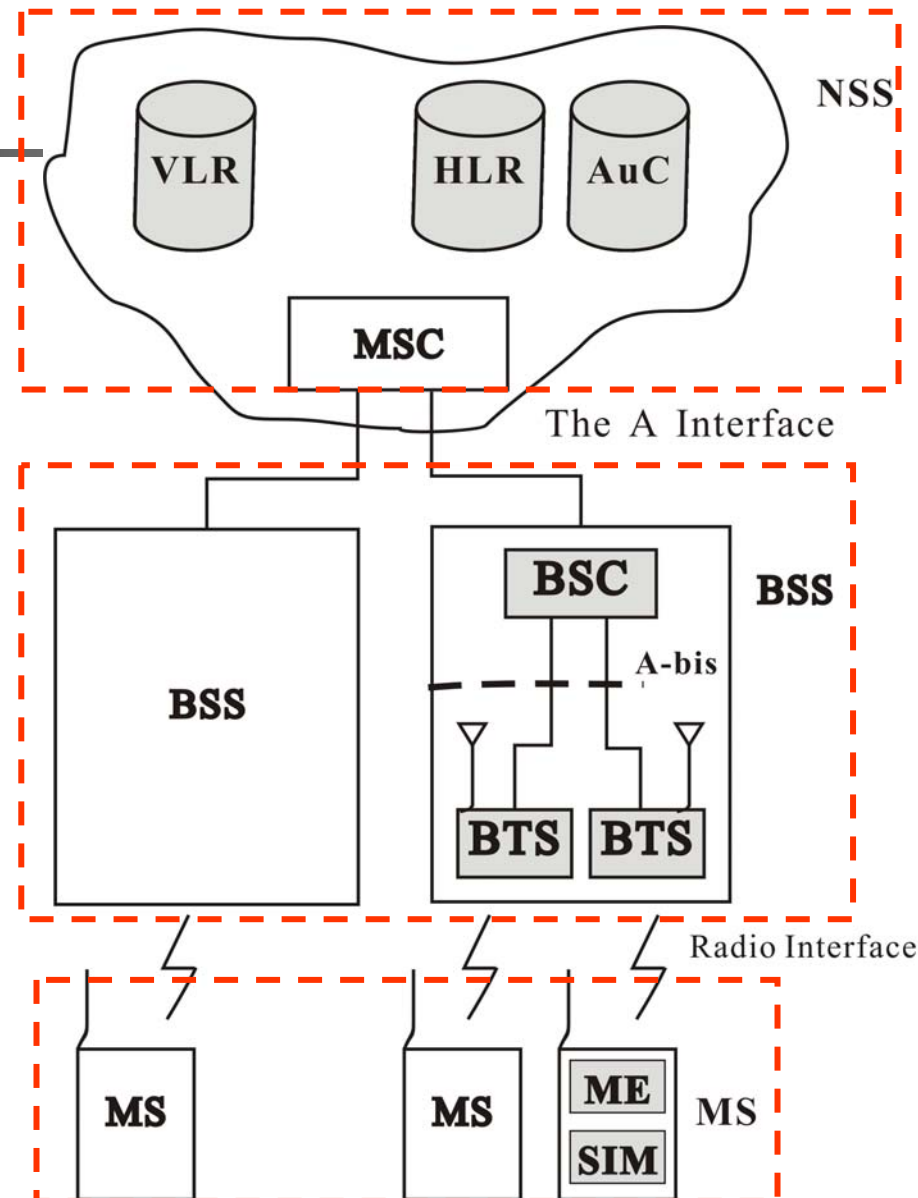 NSS
VLR
HLR
AuC
MSC
The A Interface
BSC
BSS
A-bis
BSS
BTS
BTS
Radio Interface
MS
MS
ME
MS
SIM